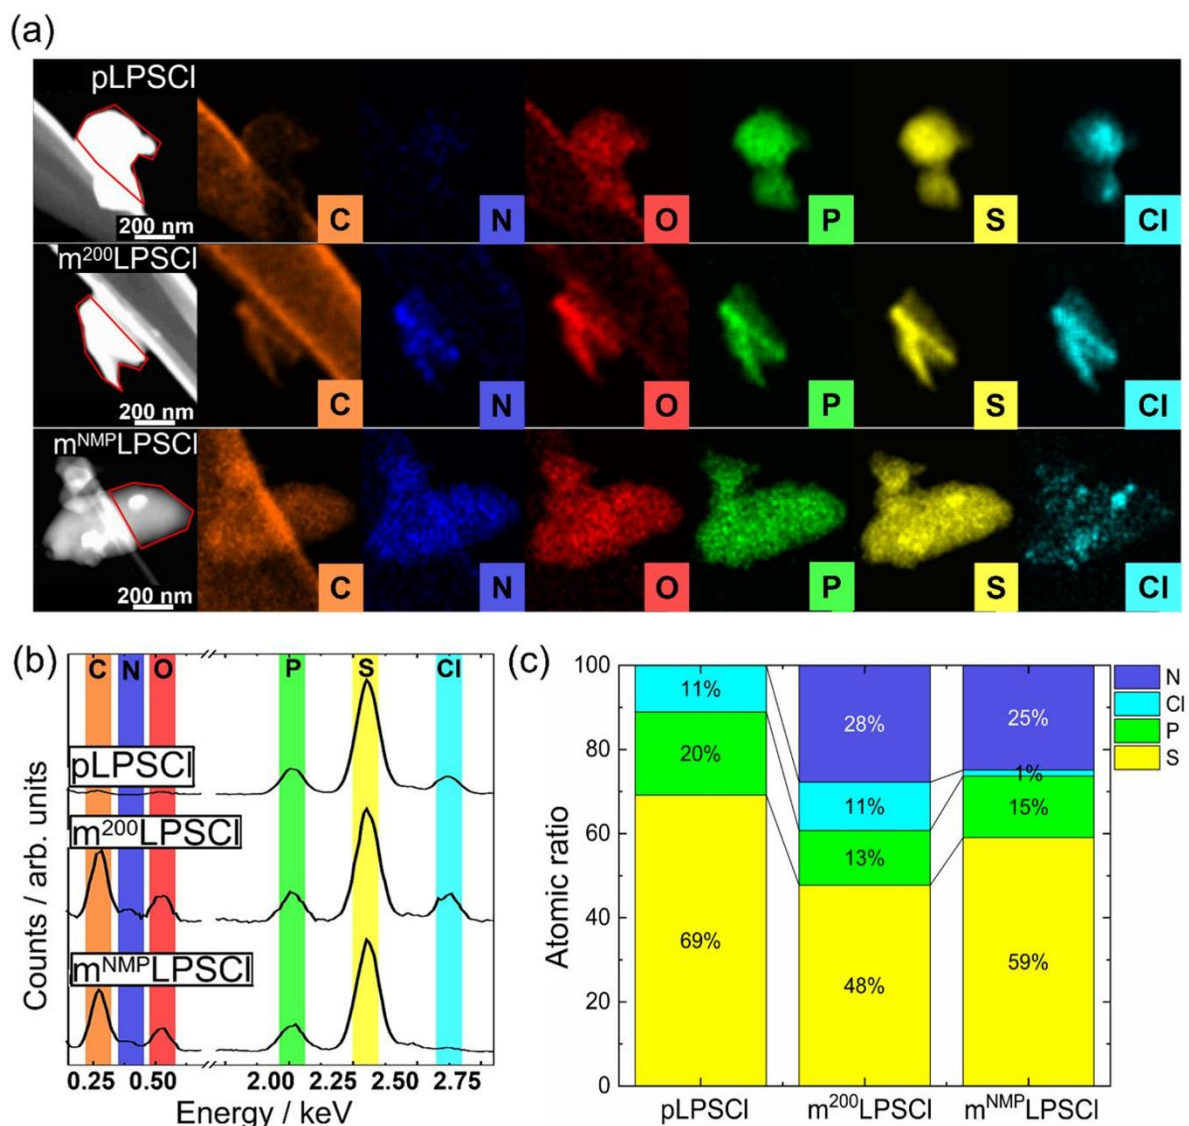 (a)
pLPSCl
200 nm
C N O P S Cl
m²⁰⁰LPSCl
200 nm
C N O P S Cl
mᴺᴹᴾLPSCl
200 nm
C N O P S Cl
(b)
C N O P S Cl
pLPSCl
m²⁰⁰LPSCl
mᴺᴹᴾLPSCl
Counts / arb. units
0.25 0.50 2.00 2.25 2.50 2.75
Energy / keV
(c)
100
80
60
40
20
0
Atomic ratio
11%
20%
69%
28%
11%
13%
48%
25%
1%
15%
59%
pLPSCl m²⁰⁰LPSCl mᴺᴹᴾLPSCl
N
Cl
P
S